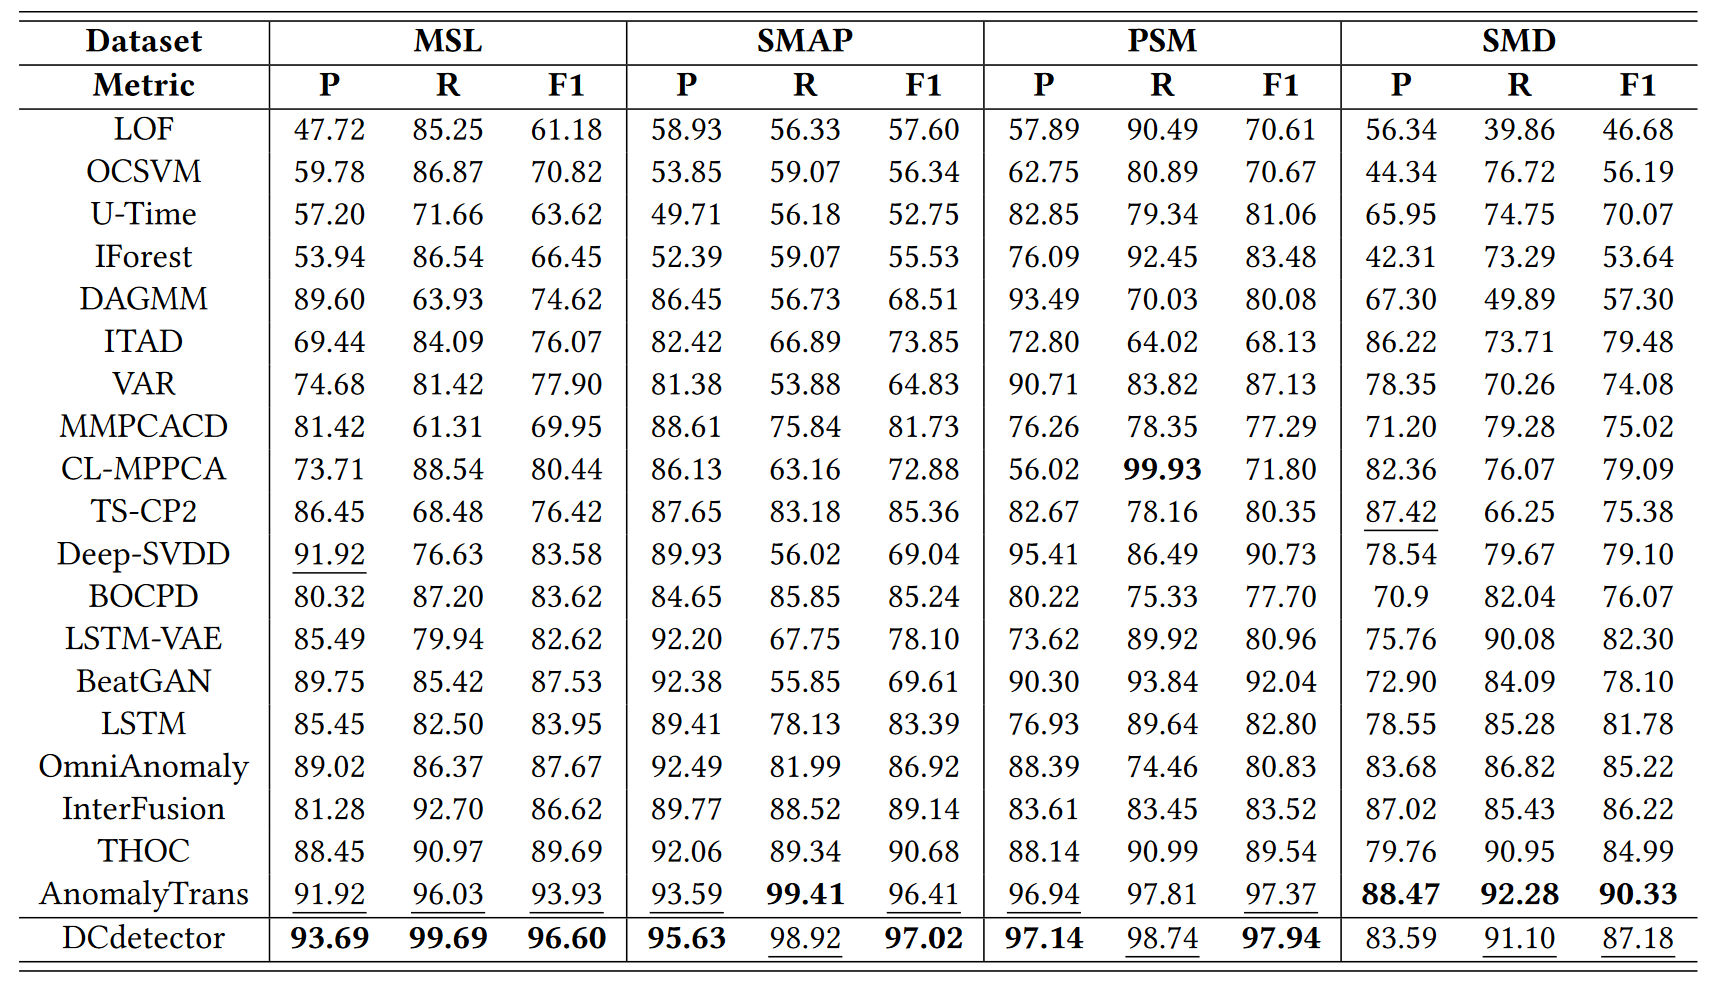 Dataset MSL SMAP PSM SMD
Metric P R F1 P R F1 P R F1 P R F1
LOF 47.72 85.25 61.18 58.93 56.33 57.60 57.89 90.49 70.61 56.34 39.86 46.68
OCSVM 59.78 86.87 70.82 53.85 59.07 56.34 62.75 80.89 70.67 44.34 76.72 56.19
U-Time 57.20 71.66 63.62 49.71 56.18 52.75 82.85 79.34 81.06 65.95 74.75 70.07
IForest 53.94 86.54 66.45 52.39 59.07 55.53 76.09 92.45 83.48 42.31 73.29 53.64
DAGMM 89.60 63.93 74.62 86.45 56.73 68.51 93.49 70.03 80.08 67.30 49.89 57.30
ITAD 69.44 84.09 76.07 82.42 66.89 73.85 72.80 64.02 68.13 86.22 73.71 79.48
VAR 74.68 81.42 77.90 81.38 53.88 64.83 90.71 83.82 87.13 78.35 70.26 74.08
MMPCACD 81.42 61.31 69.95 88.61 75.84 81.73 76.26 78.35 77.29 71.20 79.28 75.02
CL-MPPCA 73.71 88.54 80.44 86.13 63.16 72.88 56.02 99.93 71.80 82.36 76.07 79.09
TS-CP2 86.45 68.48 76.42 87.65 83.18 85.36 82.67 78.16 80.35 87.42 66.25 75.38
Deep-SVDD 91.92 76.63 83.58 89.93 56.02 69.04 95.41 86.49 90.73 78.54 79.67 79.10
BOCPD 80.32 87.20 83.62 84.65 85.85 85.24 80.22 75.33 77.70 70.9 82.04 76.07
LSTM-VAE 85.49 79.94 82.62 92.20 67.75 78.10 73.62 89.92 80.96 75.76 90.08 82.30
BeatGAN 89.75 85.42 87.53 92.38 55.85 69.61 90.30 93.84 92.04 72.90 84.09 78.10
LSTM 85.45 82.50 83.95 89.41 78.13 83.39 76.93 89.64 82.80 78.55 85.28 81.78
OmniAnomaly 89.02 86.37 87.67 92.49 81.99 86.92 88.39 74.46 80.83 83.68 86.82 85.22
InterFusion 81.28 92.70 86.62 89.77 88.52 89.14 83.61 83.45 83.52 87.02 85.43 86.22
THOC 88.45 90.97 89.69 92.06 89.34 90.68 88.14 90.99 89.54 79.76 90.95 84.99
AnomalyTrans 91.92 96.03 93.93 93.59 99.41 96.41 96.94 97.81 97.37 88.47 92.28 90.33
DCdetector 93.69 99.69 96.60 95.63 98.92 97.02 97.14 98.74 97.94 83.59 91.10 87.18